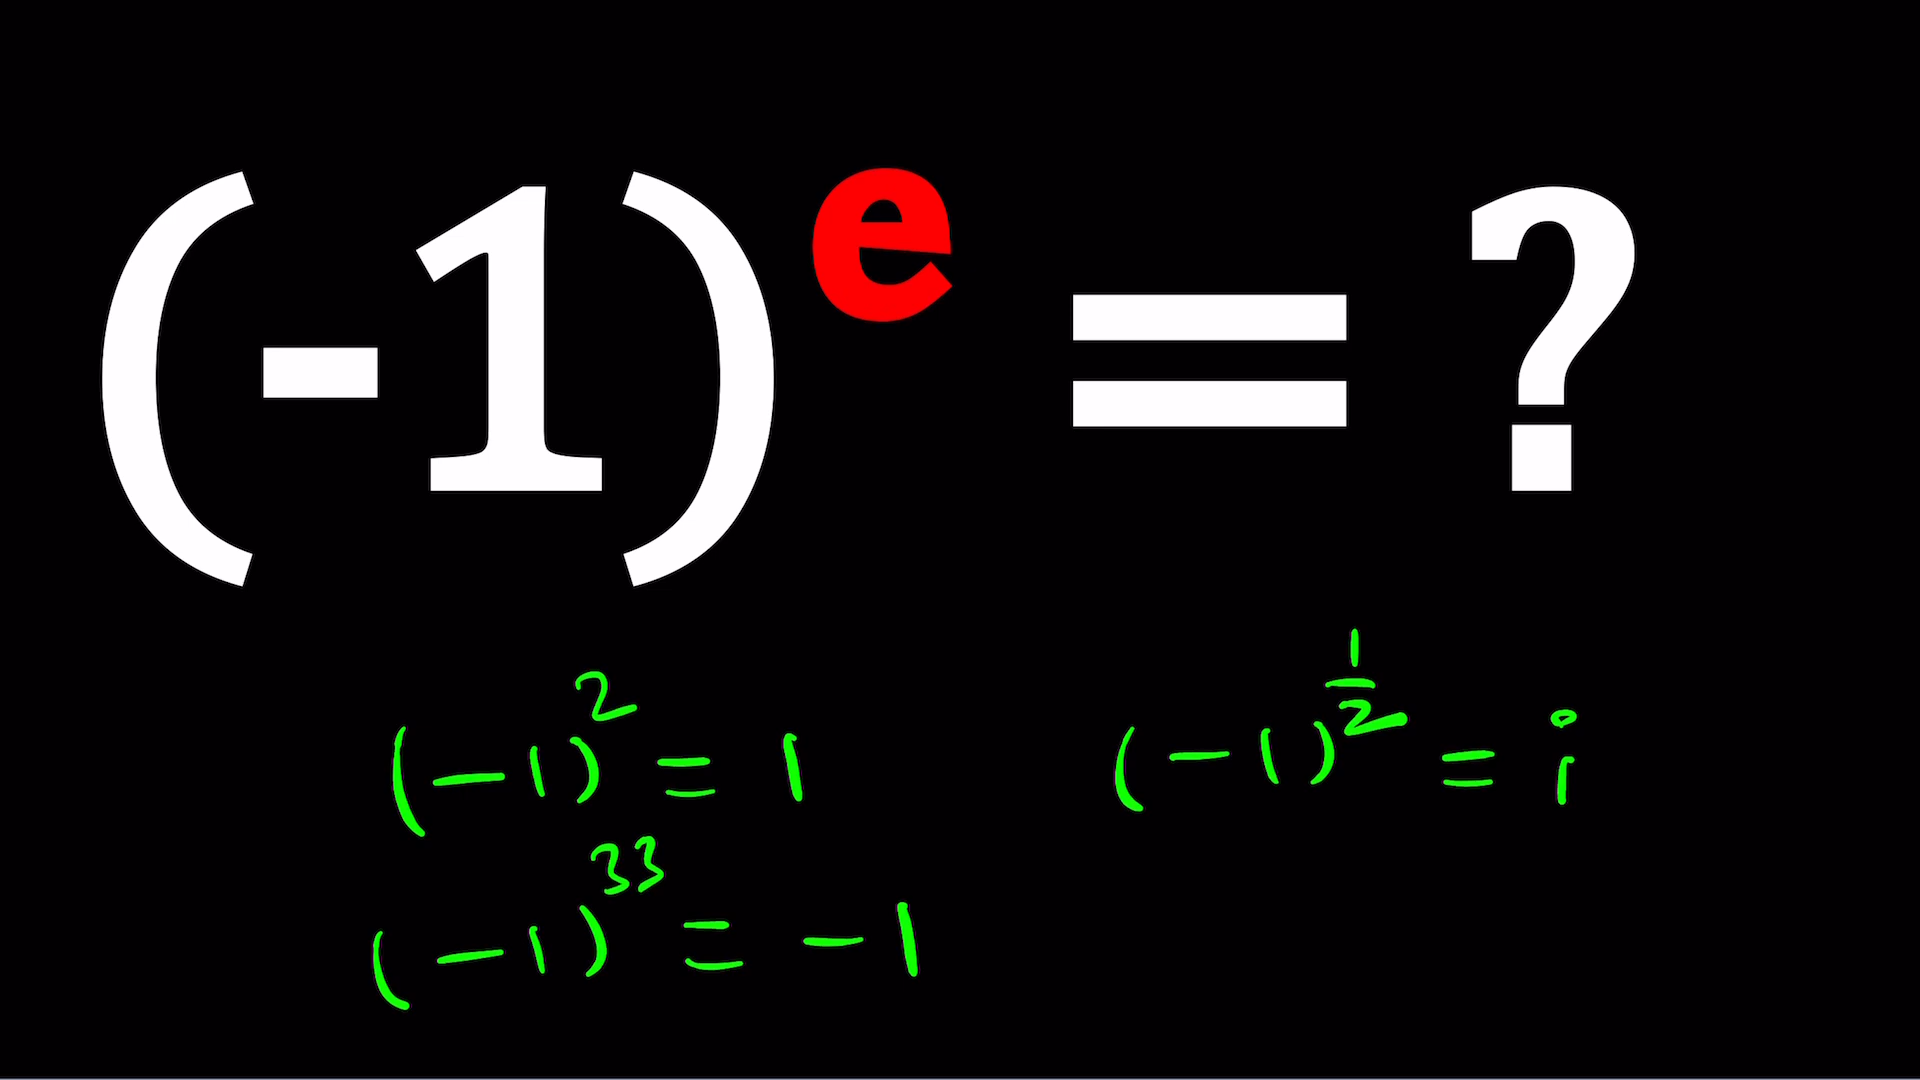 (-1)^e = ?
(-1)^2 = 1
(-1)^{1/2} = i
(-1)^{33} = -1